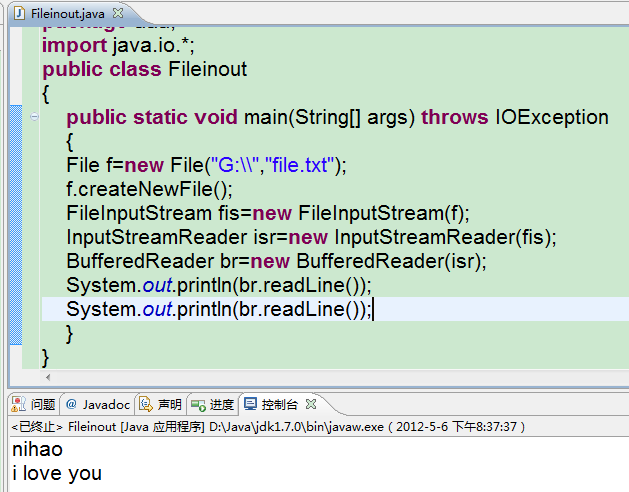 Fileinout.java
import java.io.*;
public class Fileinout
{
public static void main(String[] args) throws IOException
{
File f=new File("G:\\","file.txt");
f.createNewFile();
FileInputStream fis=new FileInputStream(f);
InputStreamReader isr=new InputStreamReader(fis);
BufferedReader br=new BufferedReader(isr);
System.out.println(br.readLine());
System.out.println(br.readLine());
}
}
问题 @ Javadoc 声明 进度 控制台
<已终止> Fileinout [Java 应用程序] D:\Java\jdk1.7.0\bin\javaw.exe ( 2012-5-6 下午8:37:37 )
nihao
i love you